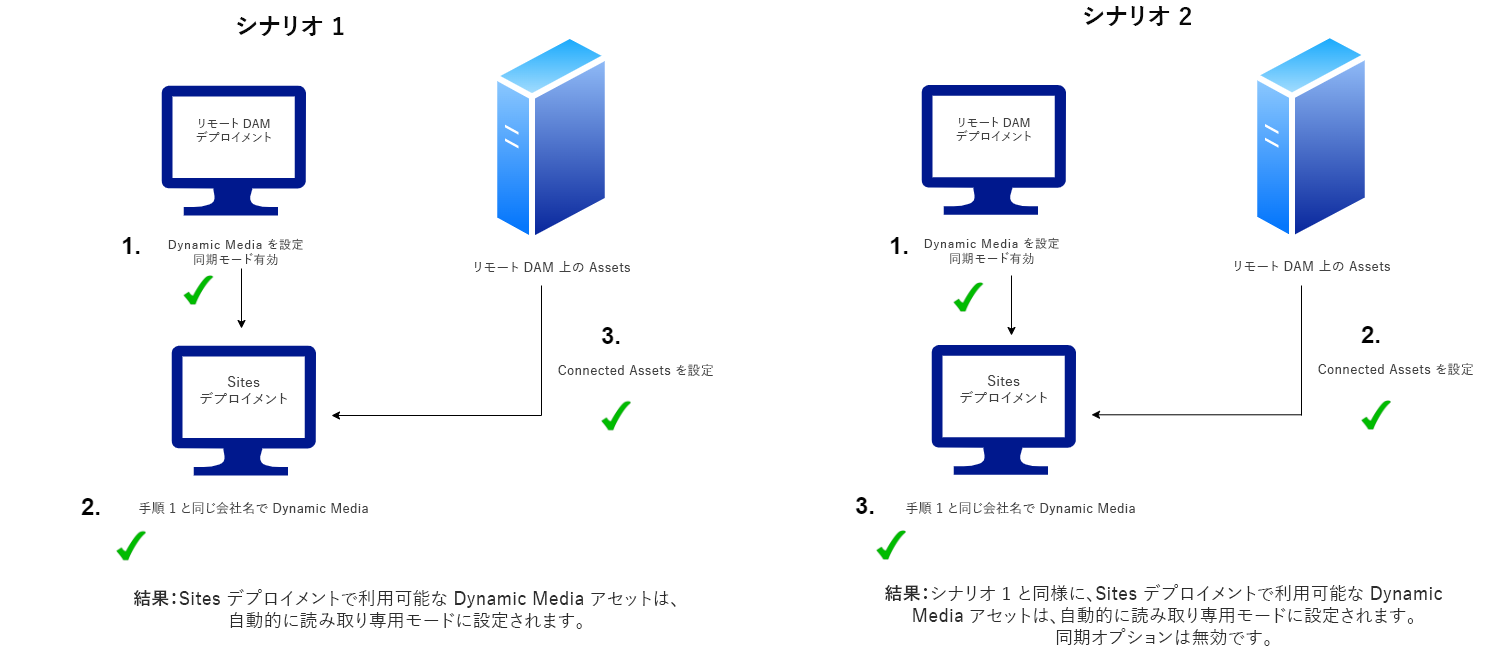 シナリオ 1
リモート DAM
デプロイメント
1.
Dynamic Media を設定
同期モード有効
リモート DAM 上の Assets
3.
Connected Assets を設定
Sites
デプロイメント
2.
手順 1 と同じ会社名で Dynamic Media
結果：Sites デプロイメントで利用可能な Dynamic Media アセットは、
自動的に読み取り専用モードに設定されます。
シナリオ 2
リモート DAM
デプロイメント
1.
Dynamic Media を設定
同期モード有効
リモート DAM 上の Assets
2.
Connected Assets を設定
Sites
デプロイメント
3.
手順 1 と同じ会社名で Dynamic Media
結果：シナリオ 1 と同様に、Sites デプロイメントで利用可能な Dynamic
Media アセットは、自動的に読み取り専用モードに設定されます。
同期オプションは無効です。